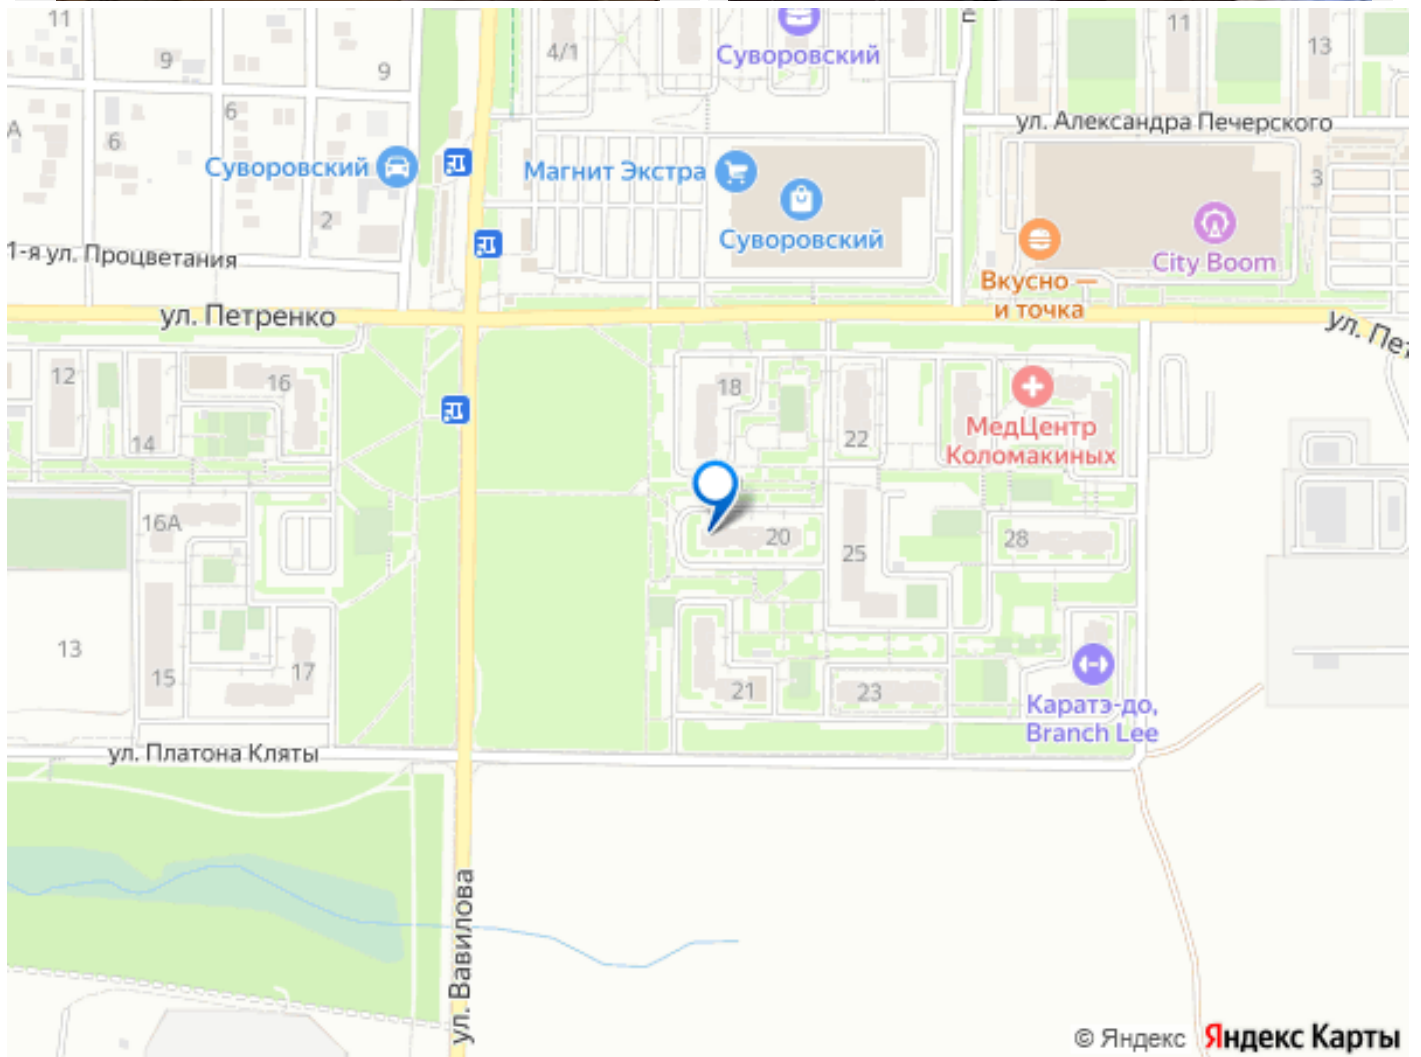 11
9
9
4/1
Суворовский
11
13
6
6
А
ул. Александра Печерского
Суворовский
Магнит Экстра
3
2
Суворовский
1-я ул. Процветания
City Boom
Вкусно —
и точка
ул. Петренко
ул. Пет
12
16
18
14
22
МедЦентр
Коломакиных
16А
20
25
28
13
15
17
21
23
Каратэ-до,
Branch Lee
ул. Платона Кляты
ул. Вавилова
© Яндекс
Яндекс Карты